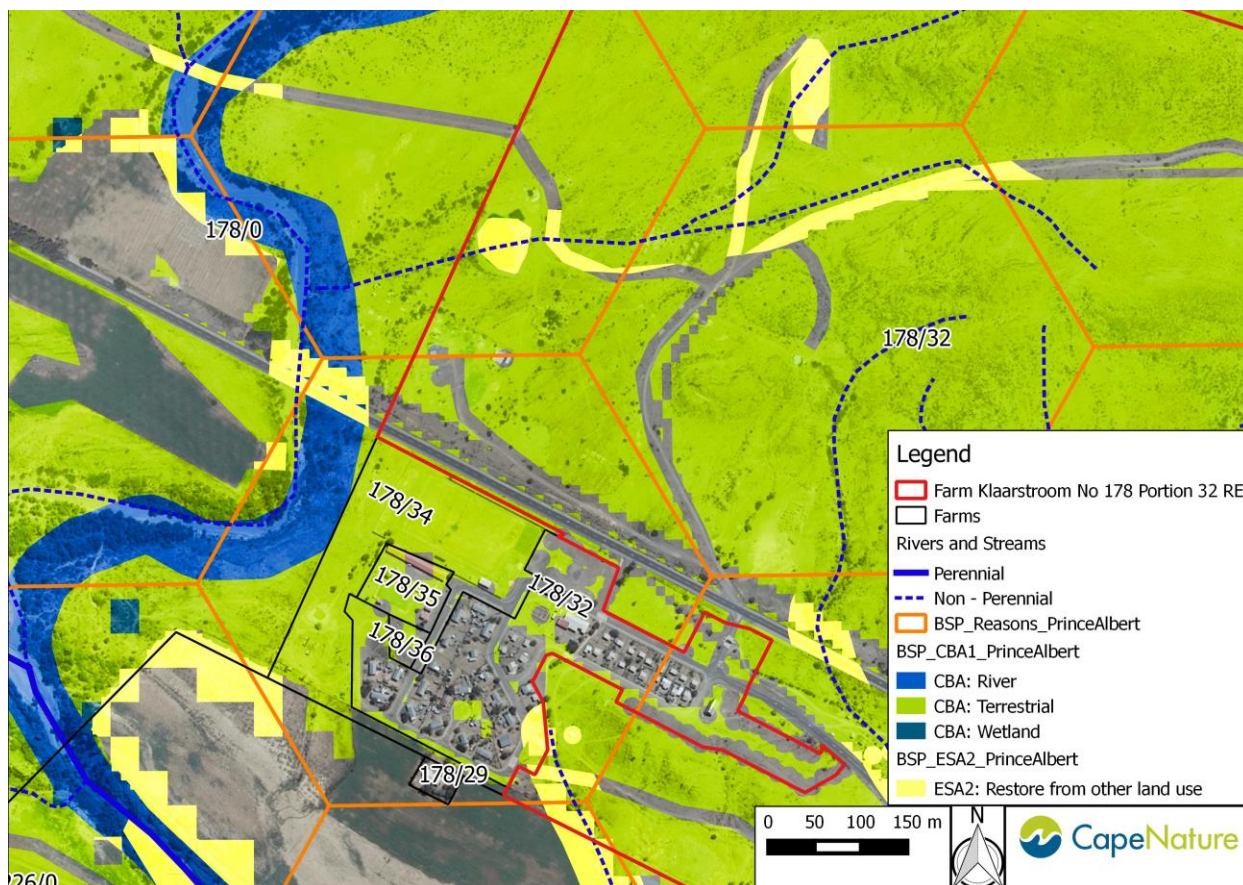 178/0
178/32
178/34
178/35
178/32
178/36
178/29
226/0
Legend
Farm Klaarstroom No 178 Portion 32 RE
Farms
Rivers and Streams
Perennial
Non - Perennial
BSP_Reasons_PrinceAlbert
BSP_CBA1_PrinceAlbert
CBA: River
CBA: Terrestrial
CBA: Wetland
BSP_ESA2_PrinceAlbert
ESA2: Restore from other land use
0 50 100 150 m
N
CapeNature